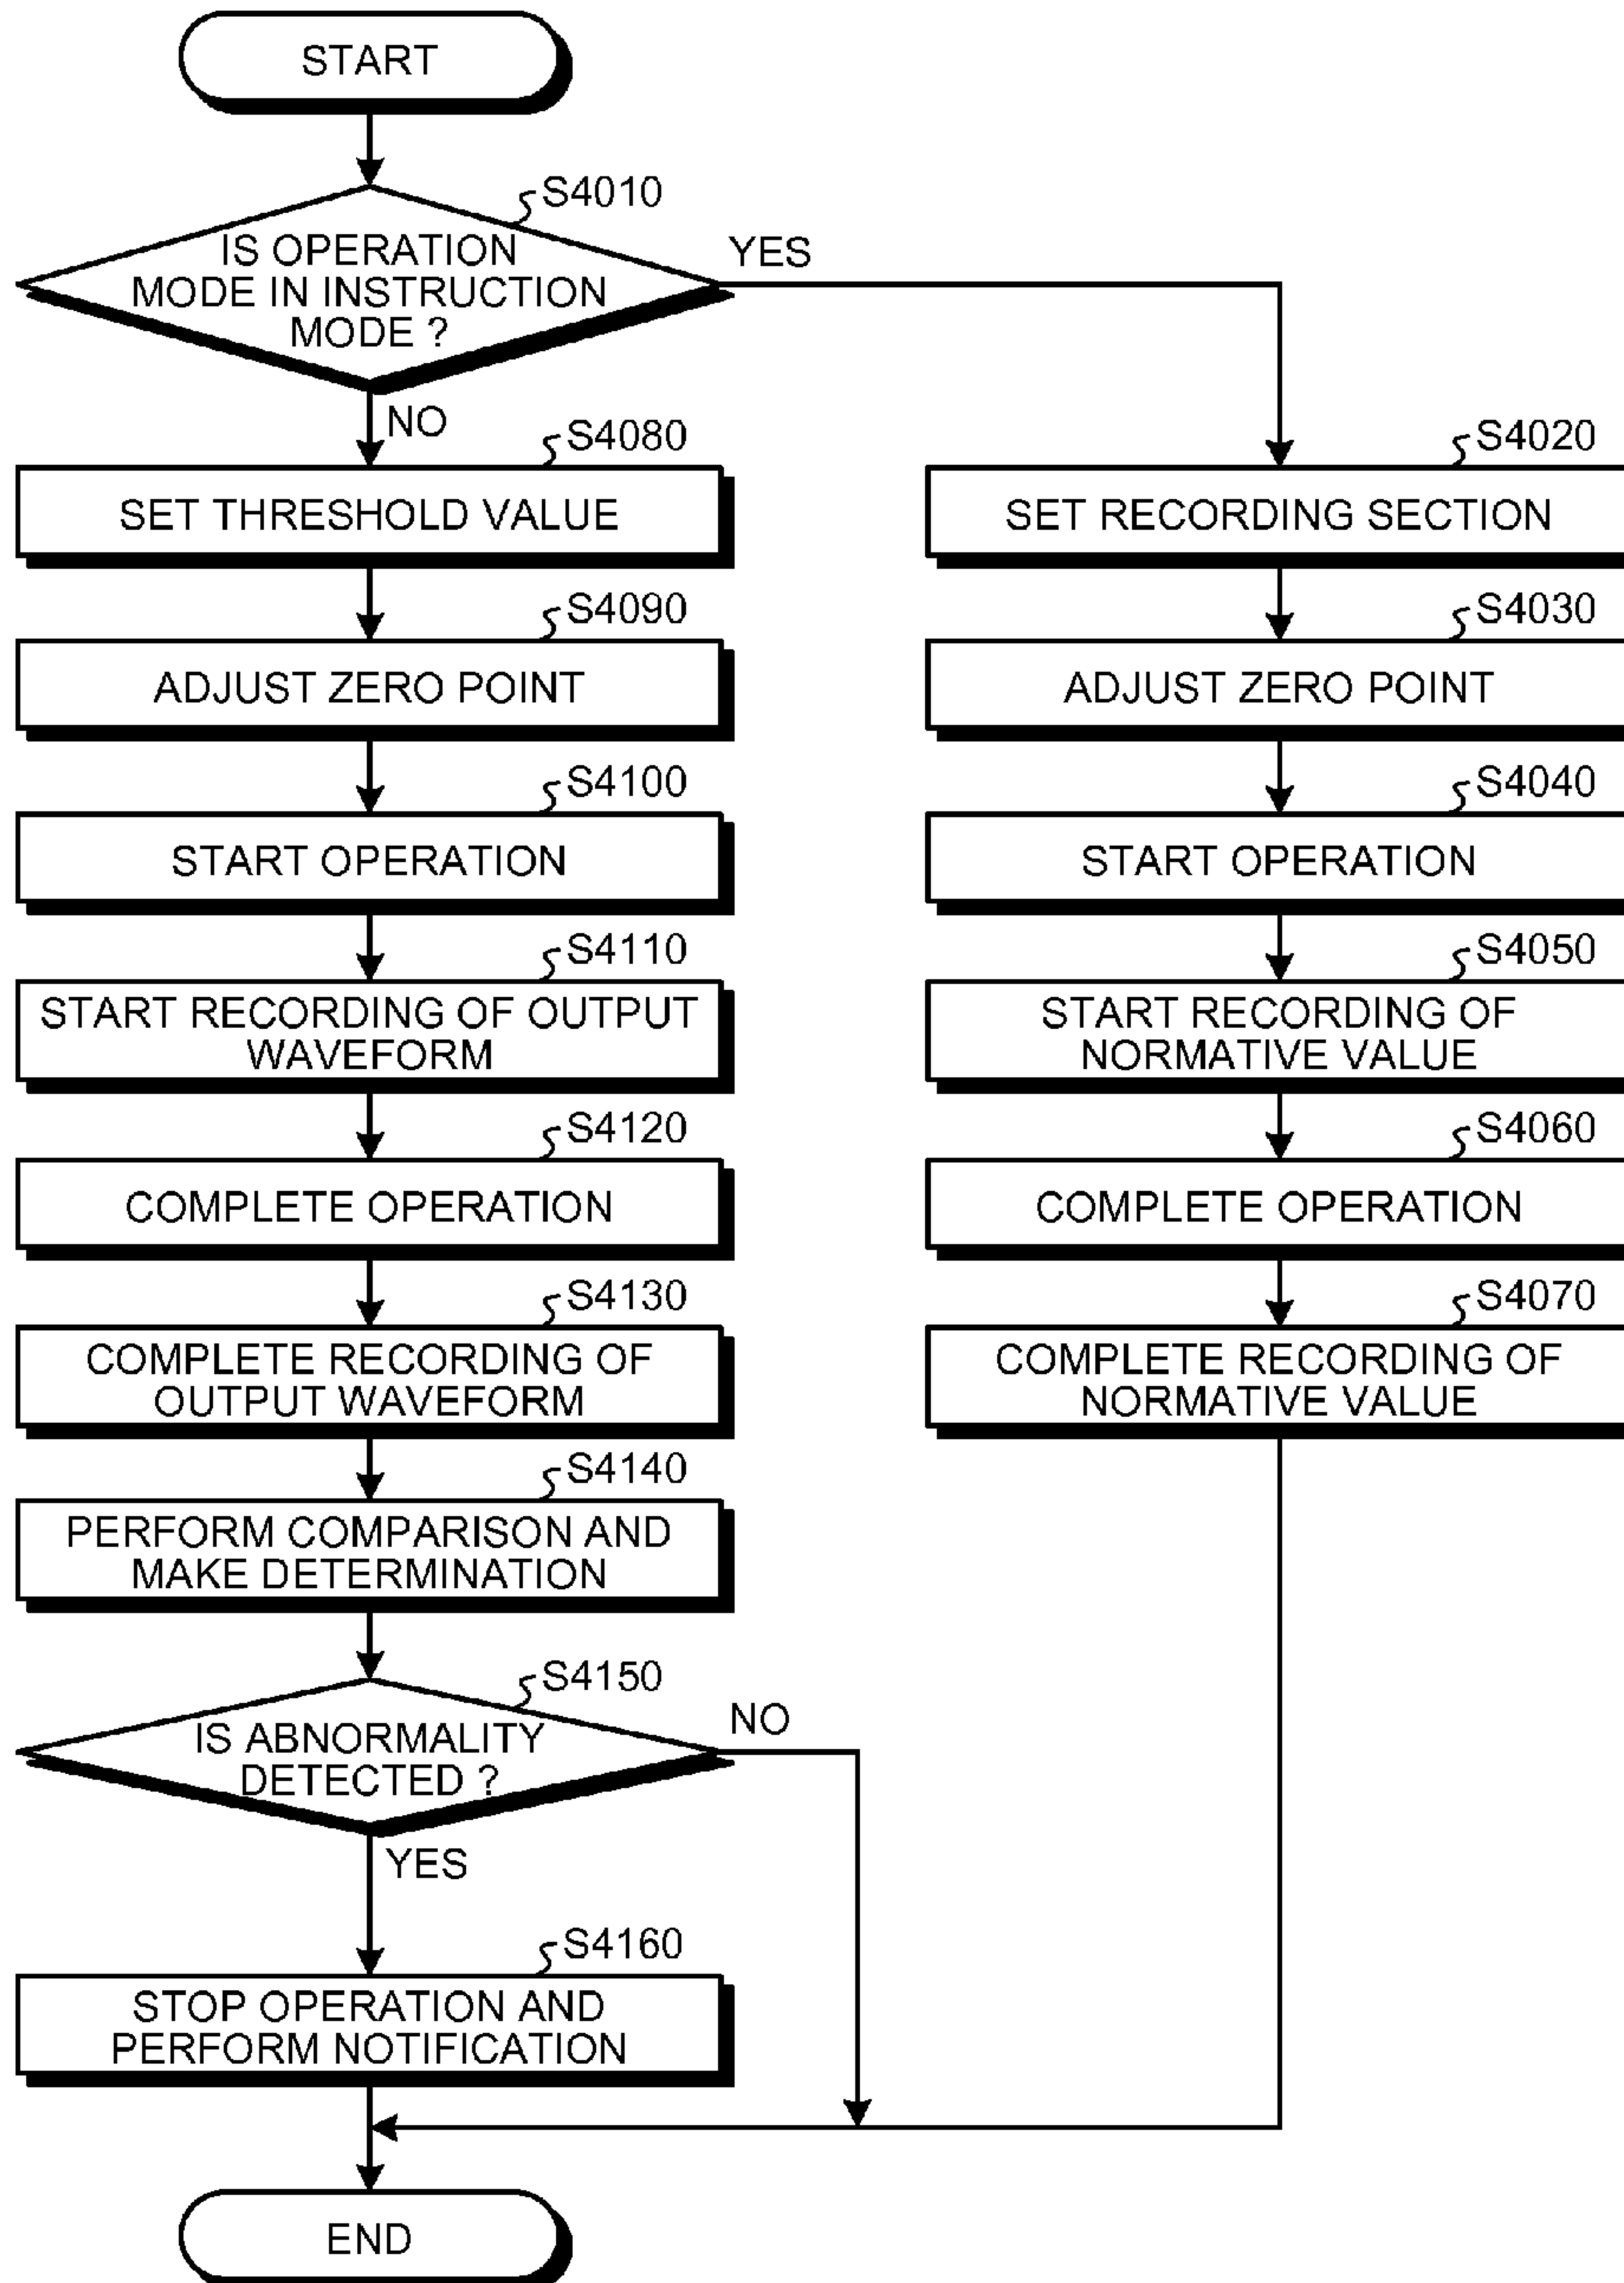 START
S4010
IS OPERATION
MODE IN INSTRUCTION
MODE ?
YES
NO
S4080
SET THRESHOLD VALUE
S4090
ADJUST ZERO POINT
S4100
START OPERATION
S4110
START RECORDING OF OUTPUT
WAVEFORM
S4120
COMPLETE OPERATION
S4130
COMPLETE RECORDING OF
OUTPUT WAVEFORM
S4140
PERFORM COMPARISON AND
MAKE DETERMINATION
S4150
IS ABNORMALITY
DETECTED ?
NO
YES
S4160
STOP OPERATION AND
PERFORM NOTIFICATION
S4020
SET RECORDING SECTION
S4030
ADJUST ZERO POINT
S4040
START OPERATION
S4050
START RECORDING OF
NORMATIVE VALUE
S4060
COMPLETE OPERATION
S4070
COMPLETE RECORDING OF
NORMATIVE VALUE
END